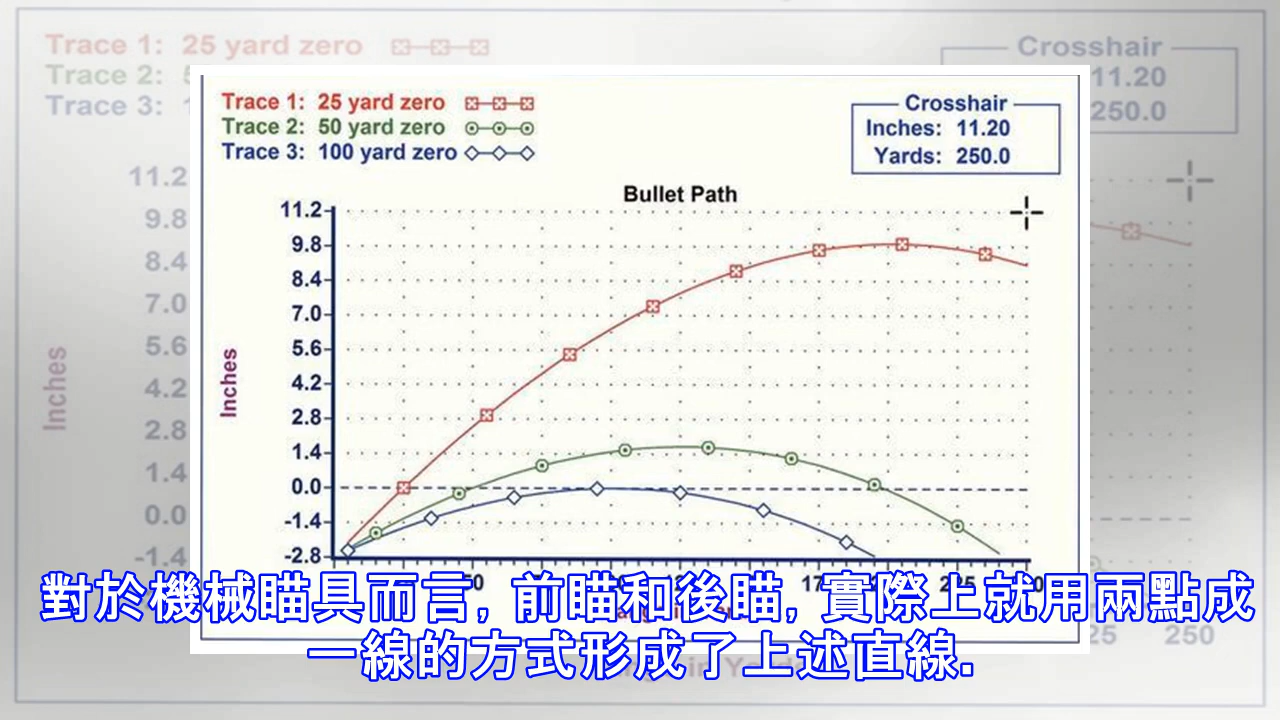 Trace 1: 25 yard zero
Trace 2: 50 yard zero
Trace 3: 100 yard zero
Crosshair
Inches: 11.20
Yards: 250.0
Bullet Path
11.2
9.8
8.4
7.0
5.6
4.2
2.8
1.4
0.0
-1.4
-2.8
Inches
對於機械瞄具而言, 前瞄和後瞄, 實際上就用兩點成
一線的方式形成了上述直線.